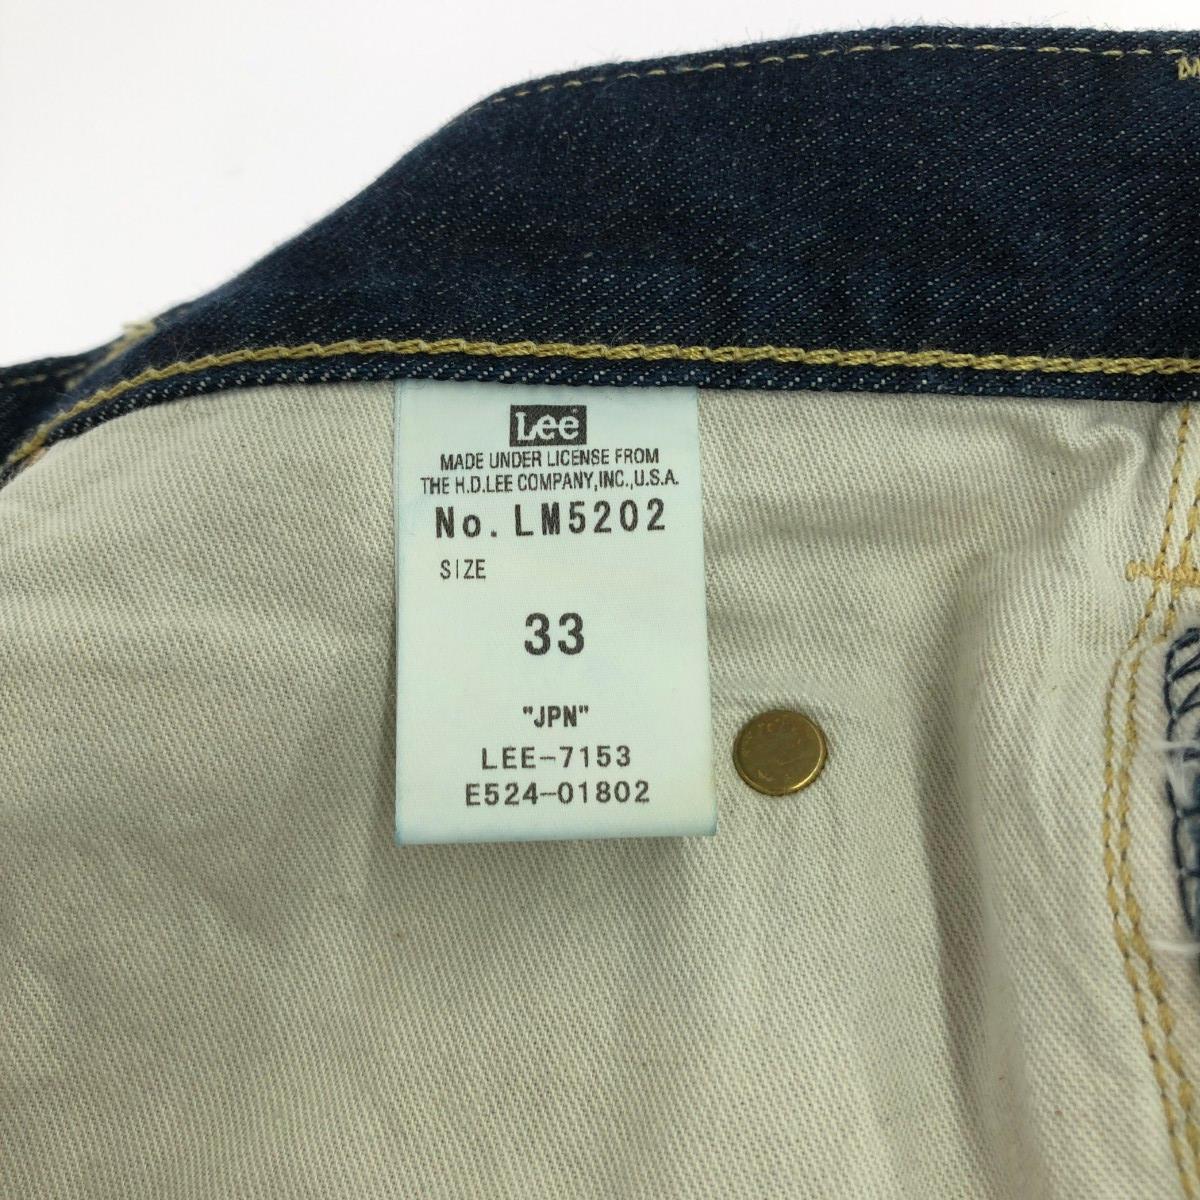 Lee
MADE UNDER LICENSE FROM
THE H.D.LEE COMPANY,INC.,U.S.A.
No. LM5202
SIZE
33
"JPN"
LEE-7153
E524-01802